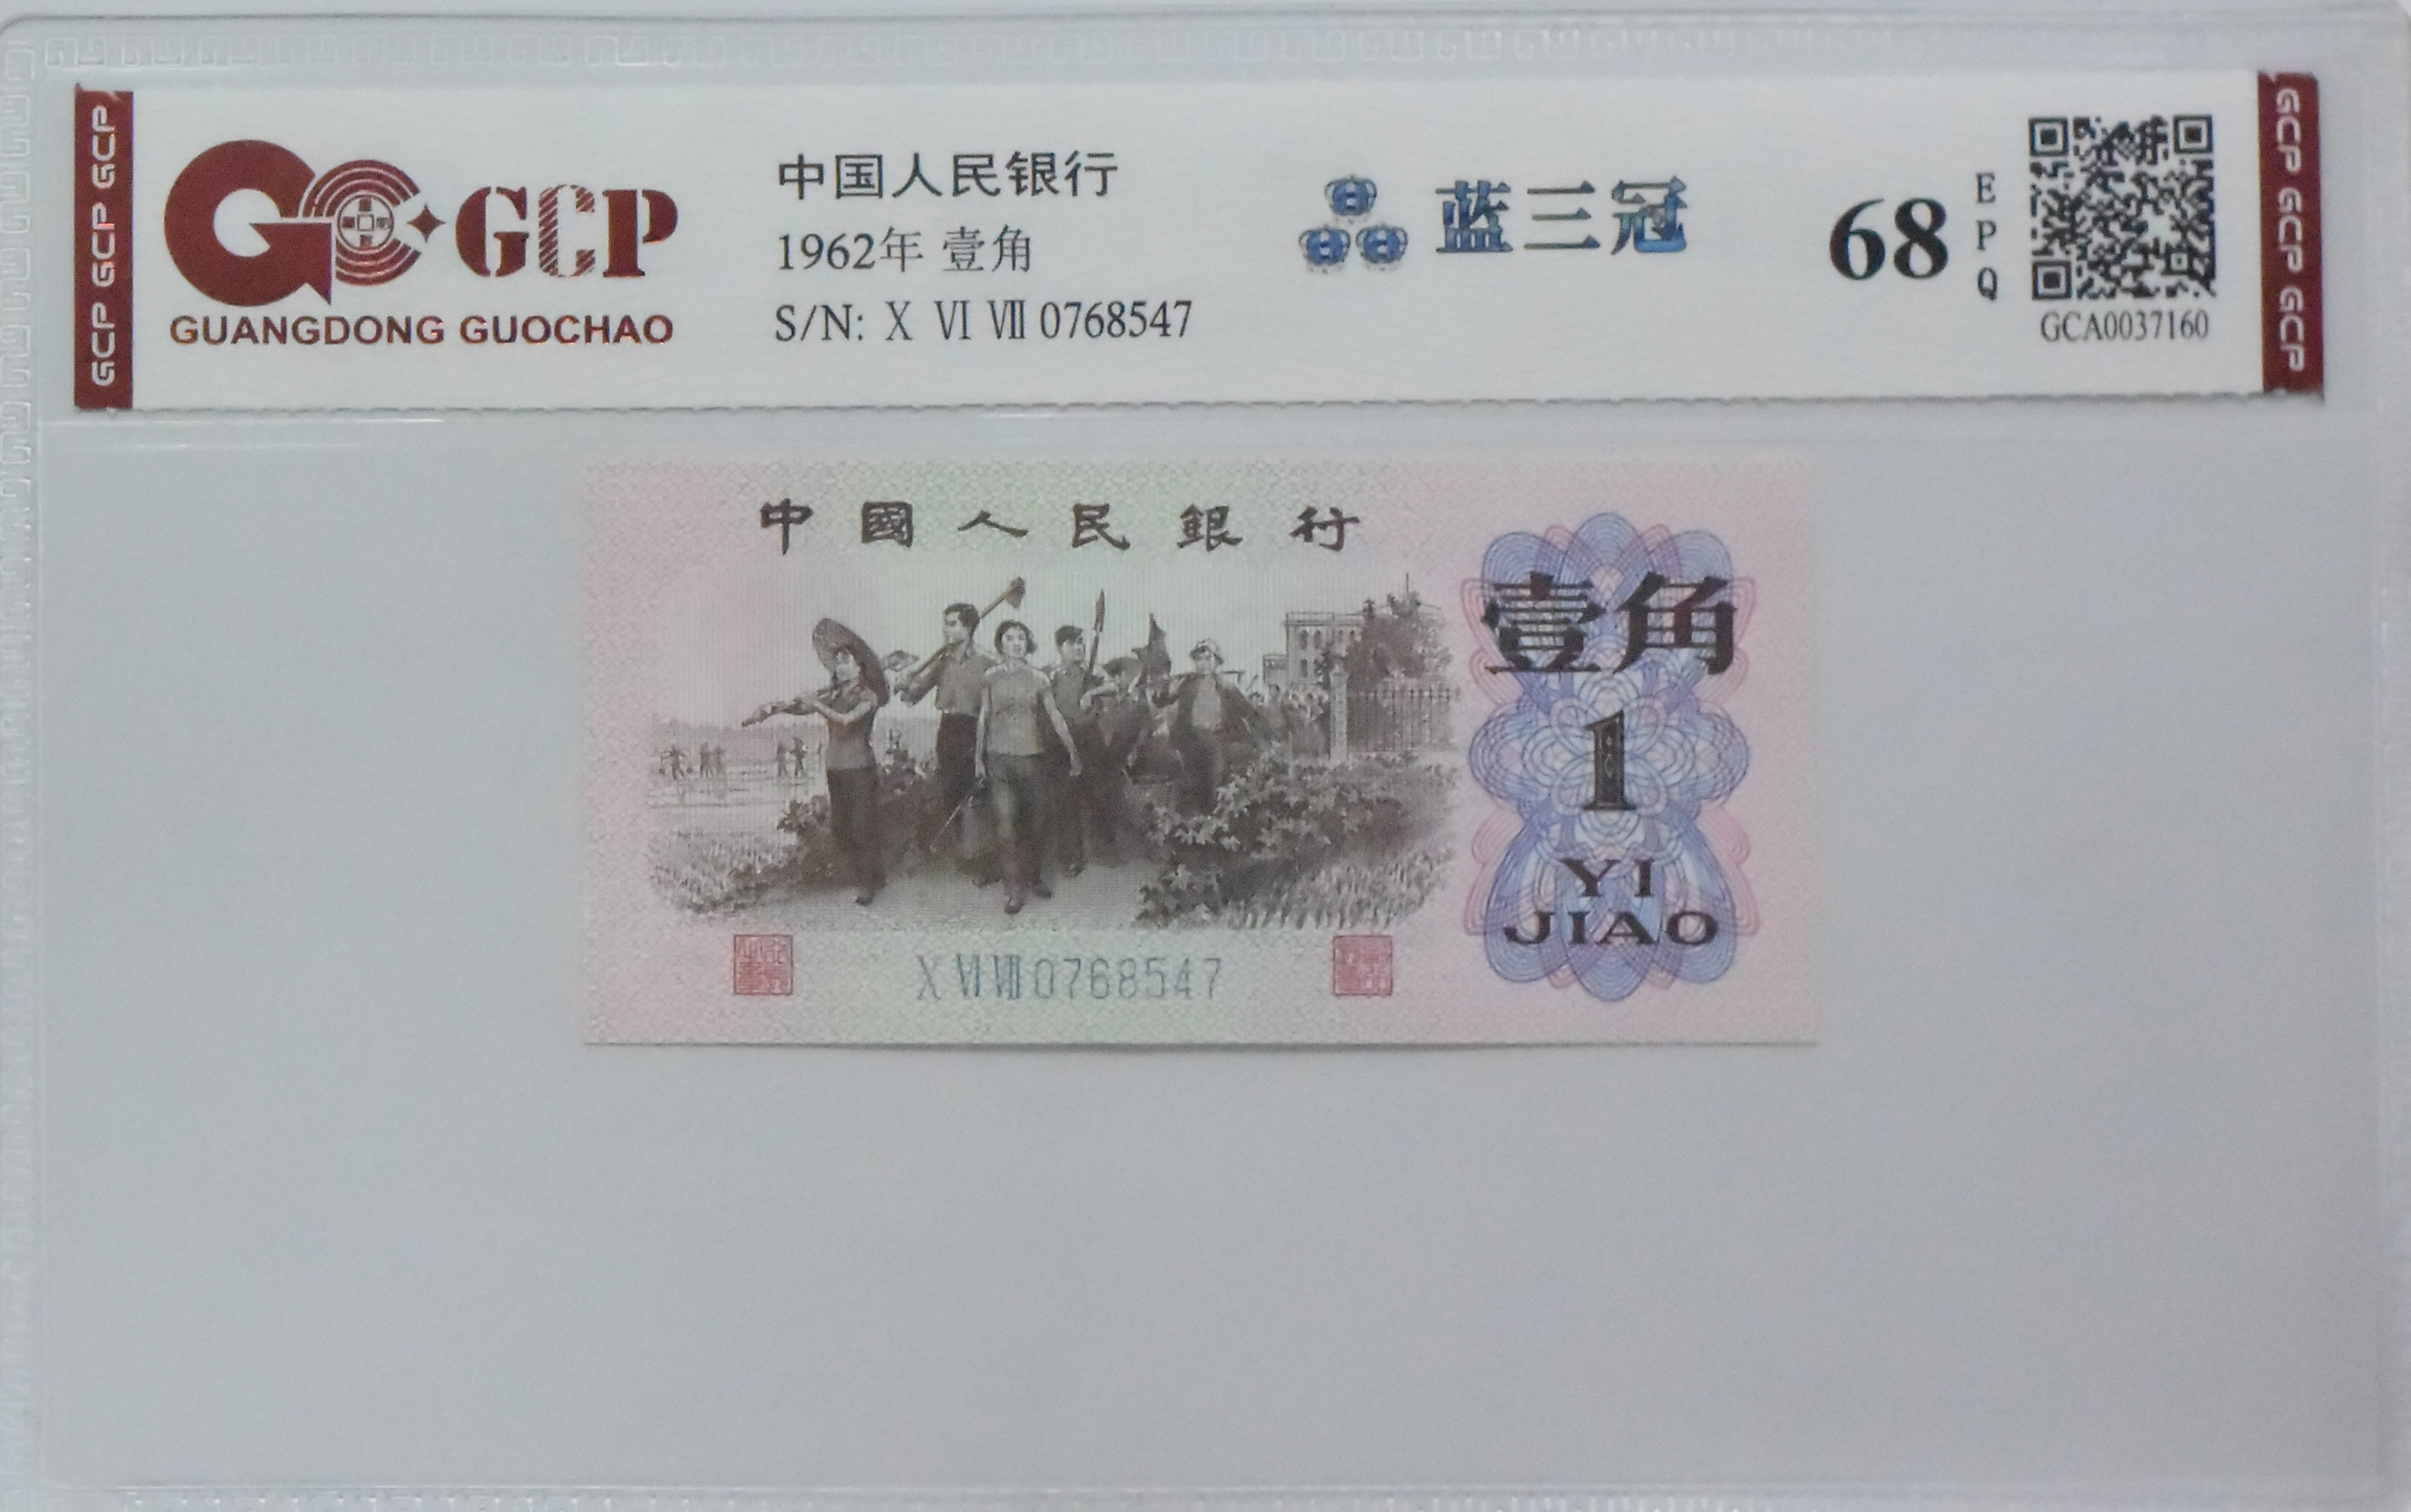 GCP GCP GCP
GCP
GUANGDONG GUOCHAO
中国人民银行
1962年 壹角
S/N: Ⅹ Ⅵ Ⅶ 0768547
蓝三冠
68
E
P
Q
GCA0037160
GCP GCP GCP
中國人民銀行
壹角
1
YI
JIAO
Ⅹ Ⅵ Ⅶ 0768547